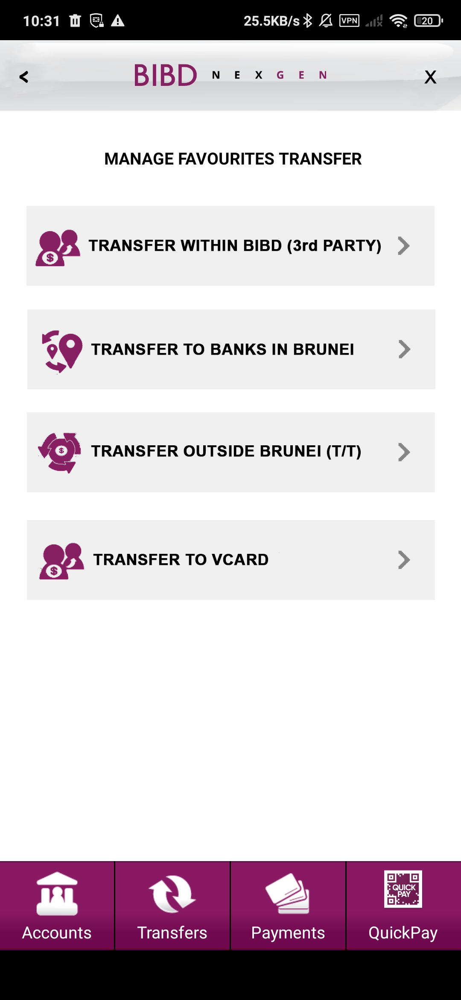 10:31 25.5KB/s VPN 20
< BIBD NEXGEN X
MANAGE FAVOURITES TRANSFER
TRANSFER WITHIN BIBD (3rd PARTY)
TRANSFER TO BANKS IN BRUNEI
TRANSFER OUTSIDE BRUNEI (T/T)
TRANSFER TO VCARD
QUICK
PAY
Accounts Transfers Payments QuickPay